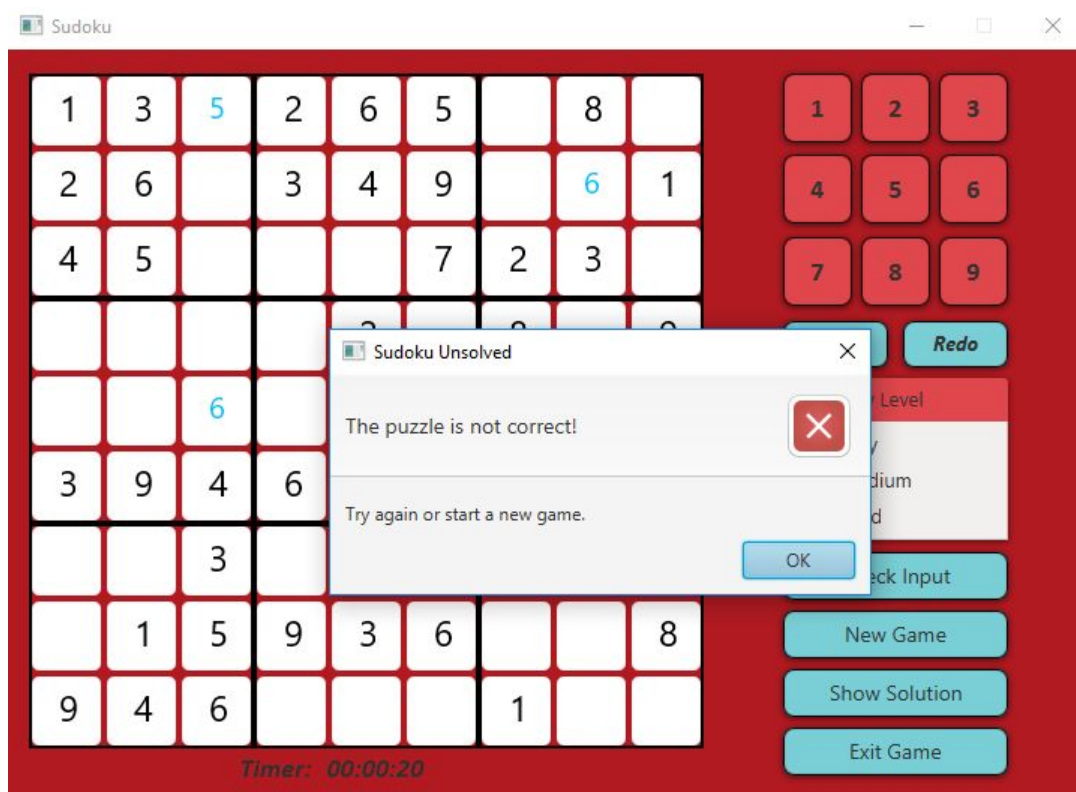 Sudoku
1 3 5 2 6 5 8
1 2 3
2 6 3 4 9 6 1
4 5 6
4 5 7 2 3
7 8 9
Redo
Sudoku Unsolved
6
Level
The puzzle is not correct!
3 9 4 6
Try again or start a new game.
OK
3
1 5 9 3 6 8
New Game
9 4 6 1
Show Solution
Exit Game
Timer: 00:00:20